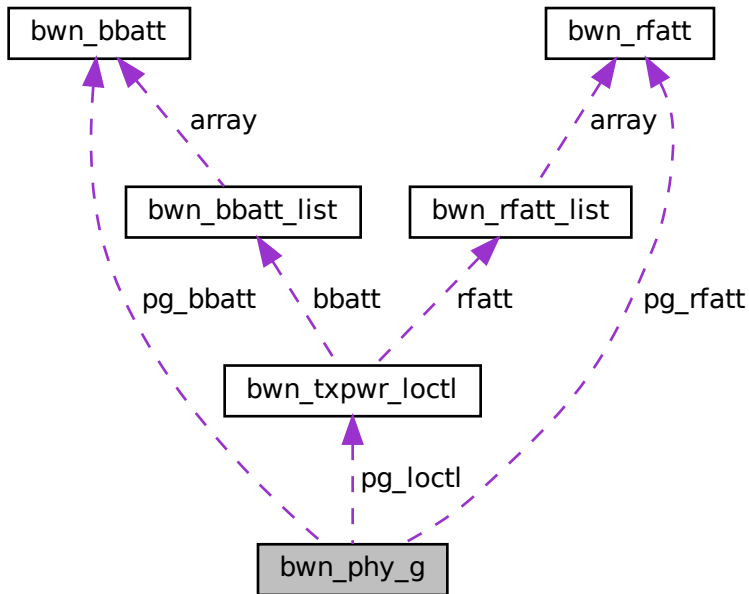 bwn_bbatt
bwn_rfatt
array
array
bwn_bbatt_list
bwn_rfatt_list
pg_bbatt
bbatt
rfatt
pg_rfatt
bwn_txpwr_loctl
pg_loctl
bwn_phy_g